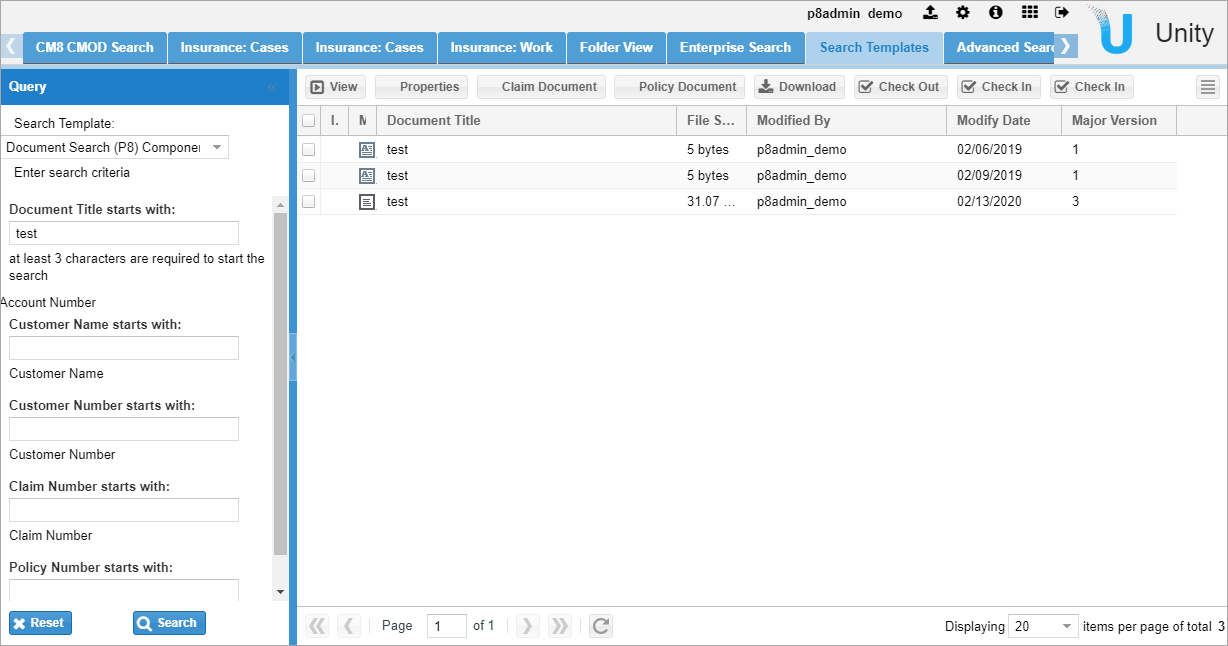 p8admin_demo
Unity
CM8 CMOD Search Insurance: Cases Insurance: Cases Insurance: Work Folder View Enterprise Search Search Templates Advanced Sear
Query
View Properties Claim Document Policy Document Download Check Out Check In Check In
Search Template:
Document Search (P8) Componer
Enter search criteria
Document Title starts with:
test
at least 3 characters are required to start the
search
Account Number
Customer Name starts with:
Customer Name
Customer Number starts with:
Customer Number
Claim Number starts with:
Claim Number
Policy Number starts with:
Reset Search
I. M Document Title File S... Modified By Modify Date Major Version
test 5 bytes p8admin_demo 02/06/2019 1
test 5 bytes p8admin_demo 02/09/2019 1
test 31.07 ... p8admin_demo 02/13/2020 3
Page 1 of 1
Displaying 20 items per page of total 3